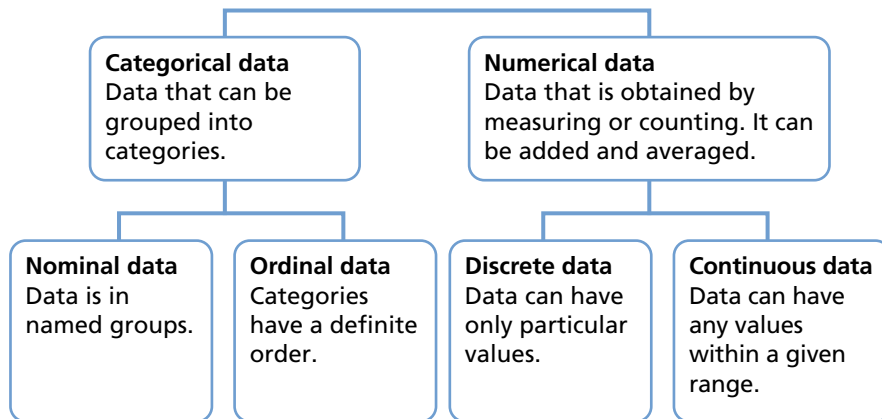 Categorical data
Data that can be
grouped into
categories.
Numerical data
Data that is obtained by
measuring or counting. It can
be added and averaged.
Nominal data
Data is in
named groups.
Ordinal data
Categories
have a definite
order.
Discrete data
Data can have
only particular
values.
Continuous data
Data can have
any values
within a given
range.